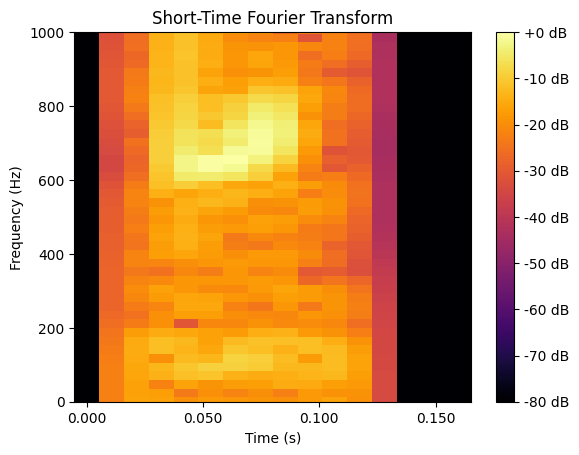 Short-Time Fourier Transform
1000
800
600
400
200
0
Frequency (Hz)
0.000
0.050
0.100
0.150
Time (s)
+0 dB
-10 dB
-20 dB
-30 dB
-40 dB
-50 dB
-60 dB
-70 dB
-80 dB